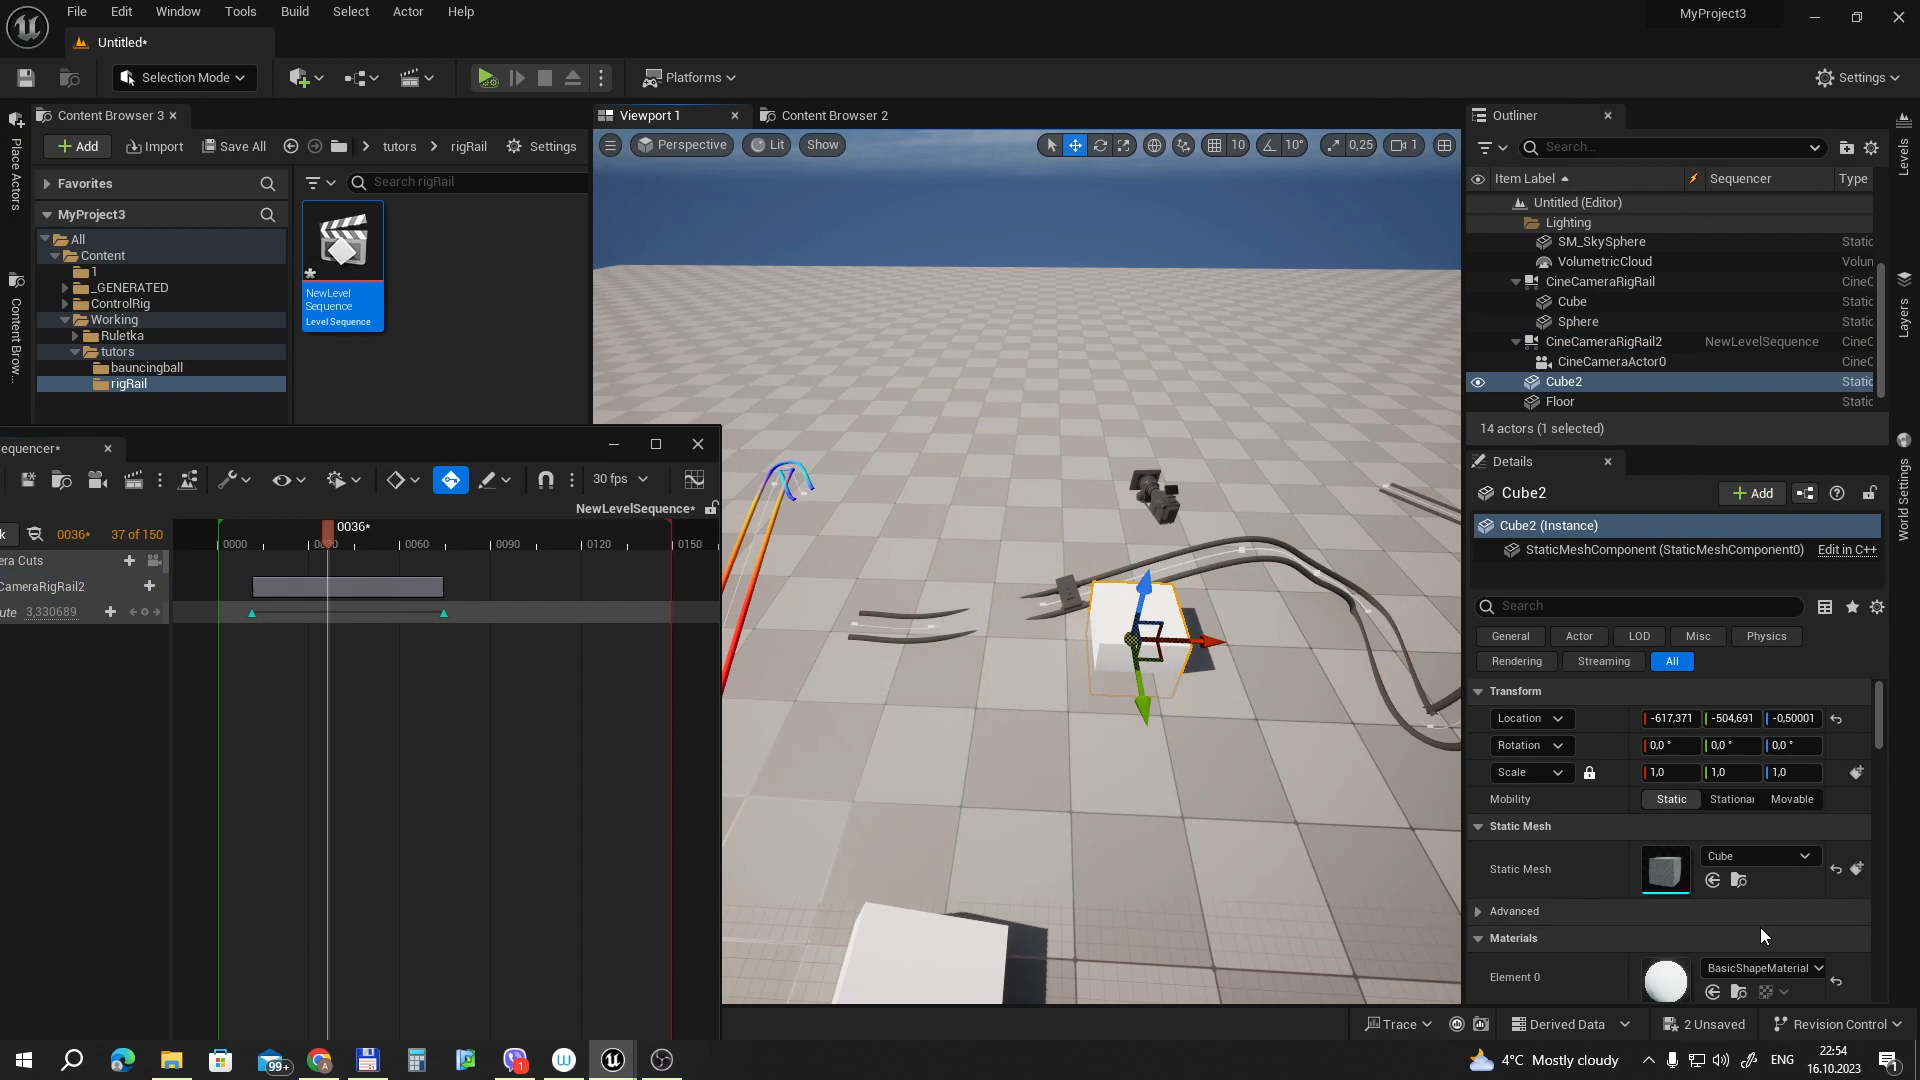 File Edit Window Tools Build Select Actor Help
MyProject3
Untitled*
Selection Mode
Platforms
Settings
Content Browser 3
Viewport 1
Content Browser 2
Outliner
Add Import Save All tutors rigRail Settings
Perspective Lit Show
10 10° 0,25 1
Search...
Favorites
Search rigRail
Item Label Sequencer Type
MyProject3
All
Content
1
_GENERATED
ControlRig
Working
Ruletka
tutors
bauncingball
rigRail
NewLevel
Sequence
Level Sequence
Untitled (Editor)
Lighting
SM_SkySphere Static
VolumetricCloud Volun
CineCameraRigRail CineC
Cube Static
Sphere Static
CineCameraRigRail2 NewLevelSequence CineC
CineCameraActor0 CineC
Cube2 Static
Floor Static
14 actors (1 selected)
Place Actors
Content Brow...
Levels
Layers
World Settings
equencer*
30 fps
NewLevelSequence*
k 0036* 37 of 150
0036*
0000 0060 0090 0120 0150
era Cuts
CameraRigRail2
ute 3,330689
Details
Cube2
Add
Cube2 (Instance)
StaticMeshComponent (StaticMeshComponent0) Edit in C++
Search
General Actor LOD Misc Physics
Rendering Streaming All
Transform
Location -617,371 -504,691 -0,50001
Rotation 0,0 ° 0,0 ° 0,0 °
Scale 1,0 1,0 1,0
Mobility Static Stationar Movable
Static Mesh
Static Mesh Cube
Advanced
Materials
Element 0 BasicShapeMaterial
Trace Derived Data 2 Unsaved Revision Control
99+
1
4°C Mostly cloudy ENG
22:54
16.10.2023
1